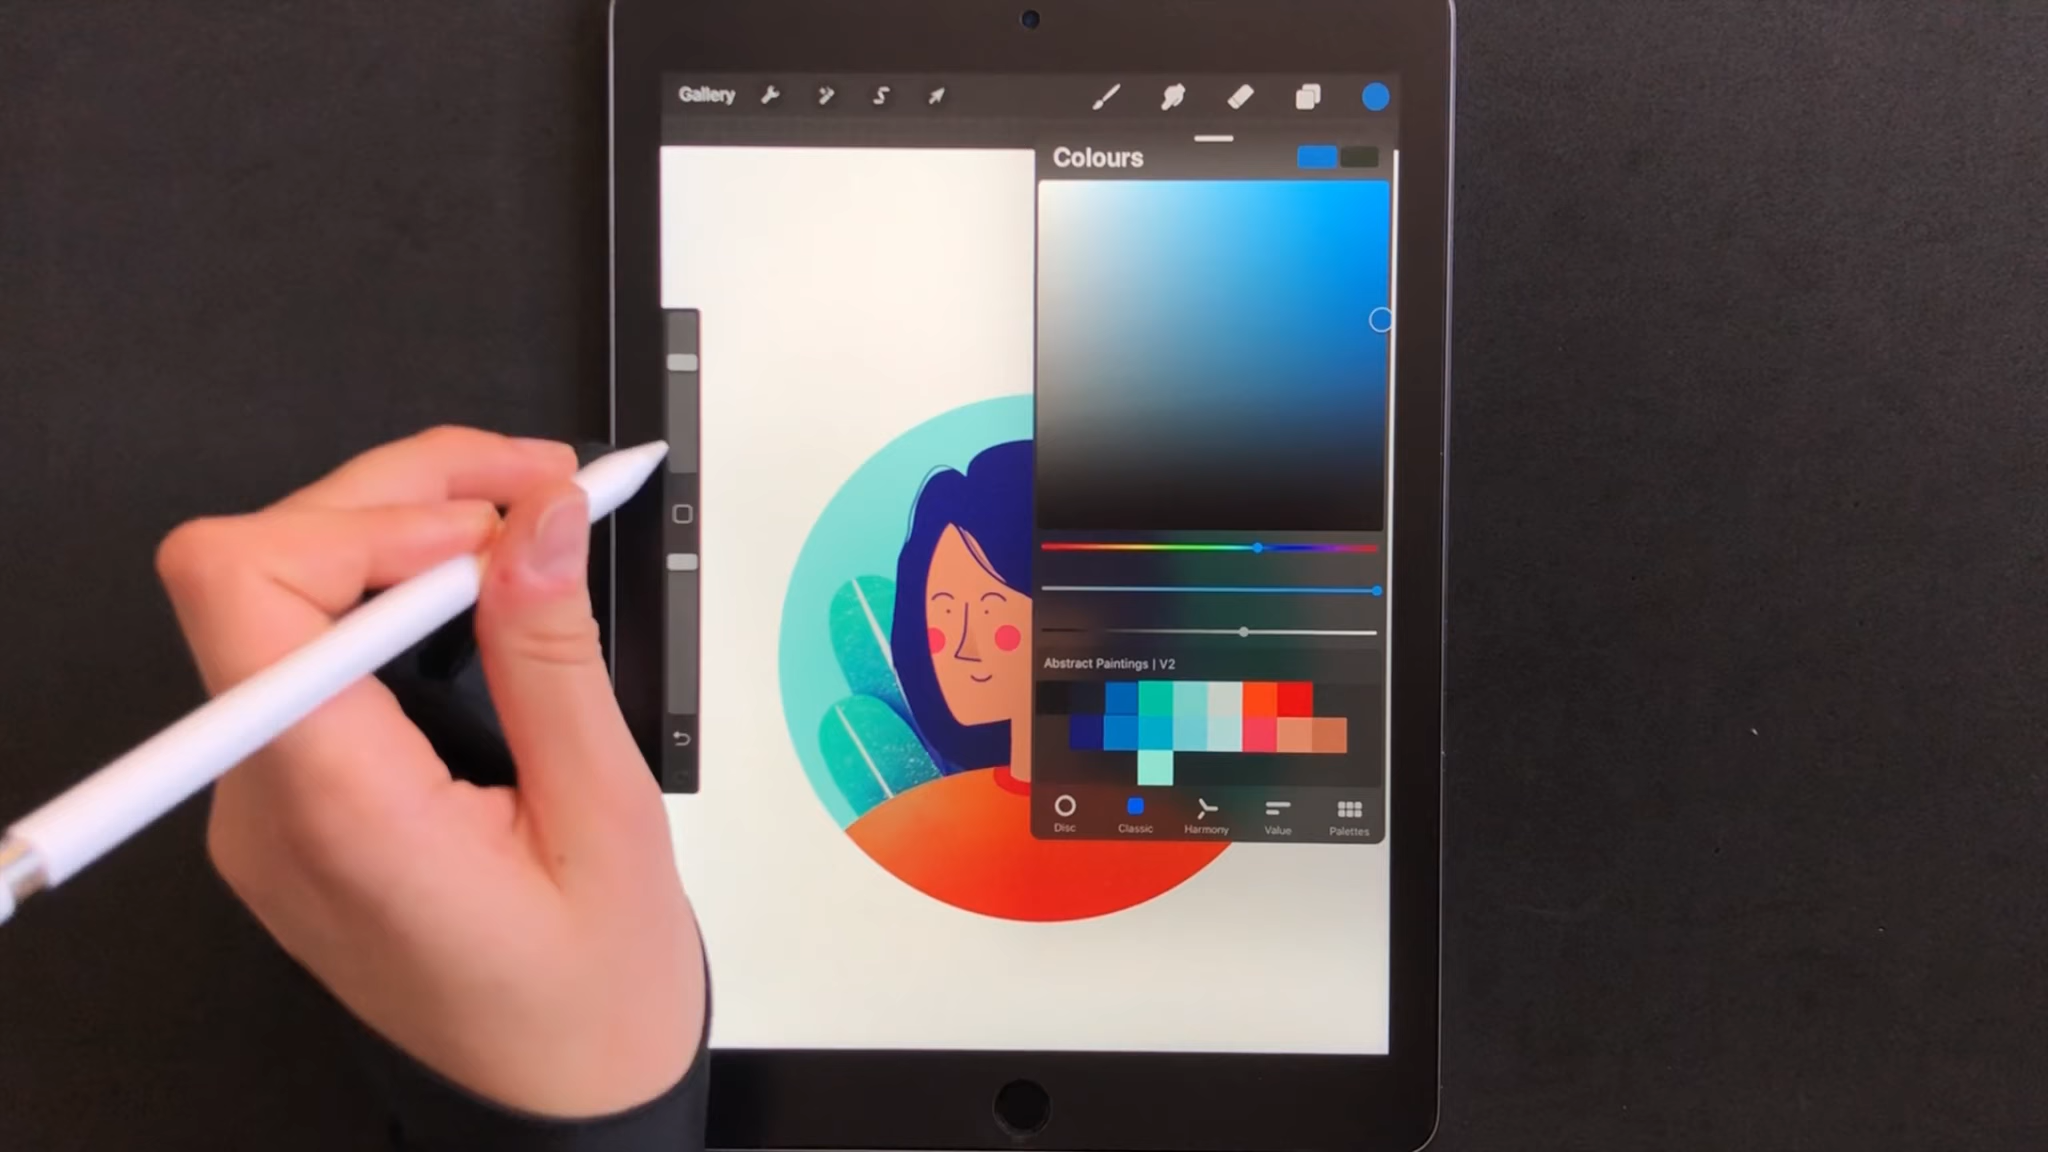 Gallery
Colours
Abstract Paintings | V2
Disc
Classic
Harmony
Value
Palettes